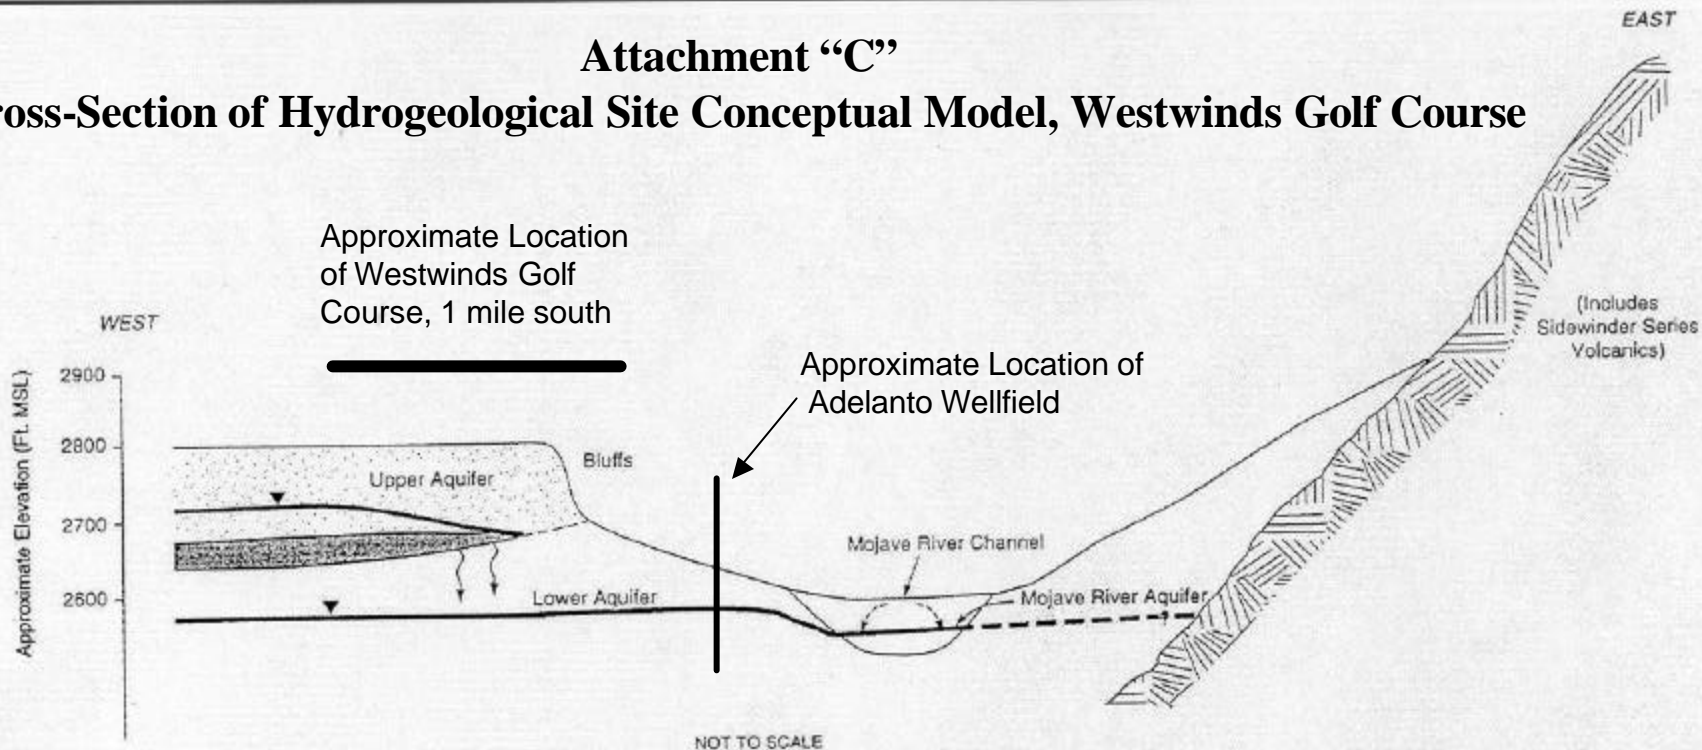 EAST
Attachment “C”
ross-Section of Hydrogeological Site Conceptual Model, Westwinds Golf Course
Approximate Location
of Westwinds Golf
Course, 1 mile south
WEST
(Includes
Sidewinder Series
Volcanics)
Approximate Location of
Adelanto Wellfield
Approximate Elevation (Ft. MSL)
2900
2800
2700
2600
Bluffs
Upper Aquifer
Mojave River Channel
Lower Aquifer
Mojave River Aquifer
?
NOT TO SCALE